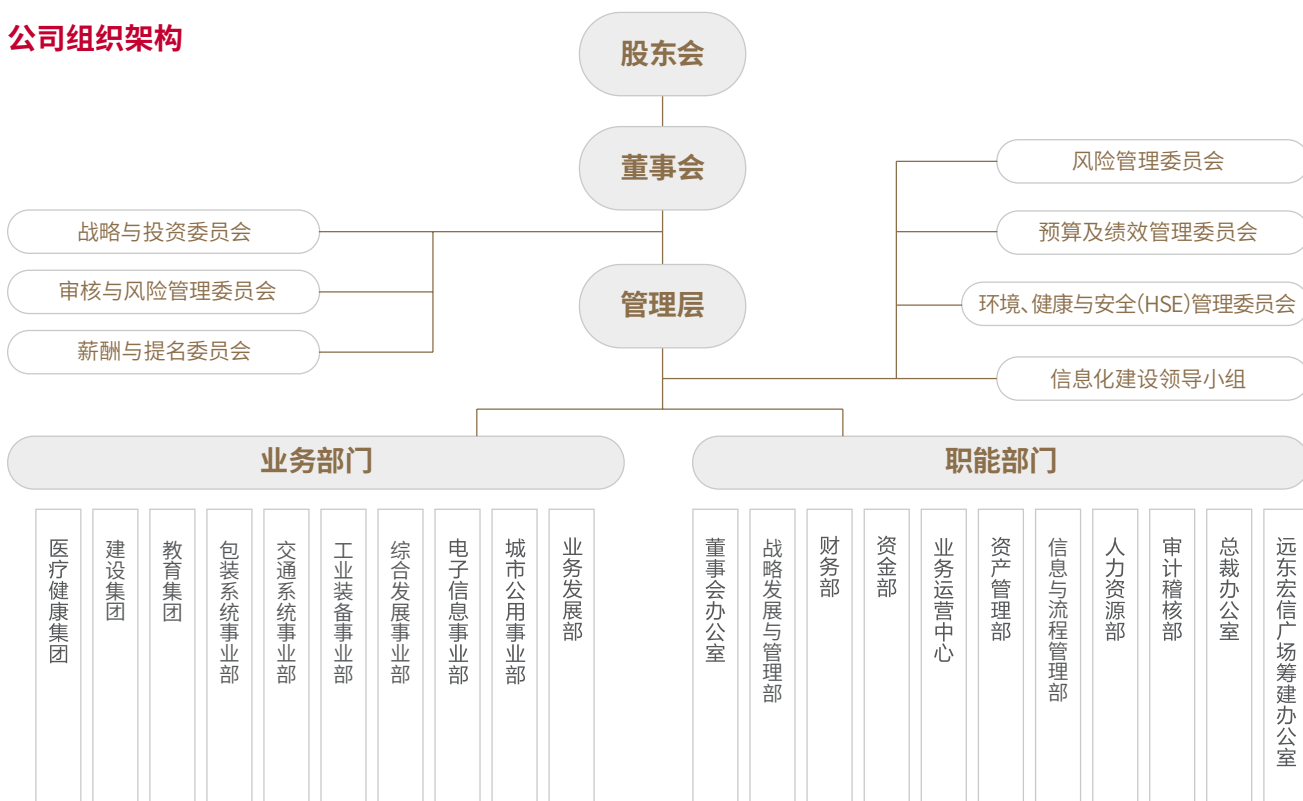 公司组织架构
股东会
董事会
管理层
战略与投资委员会
审核与风险管理委员会
薪酬与提名委员会
风险管理委员会
预算及绩效管理委员会
环境、健康与安全(HSE)管理委员会
信息化建设领导小组
业务部门
医疗健康集团
建设集团
教育集团
包装系统事业部
交通系统事业部
工业装备事业部
综合发展事业部
电子信息事业部
城市公用事业部
业务发展部
职能部门
董事会办公室
战略发展与管理部
财务部
资金部
业务运营中心
资产管理部
信息与流程管理部
人力资源部
审计稽核部
总裁办公室
远东宏信广场筹建办公室